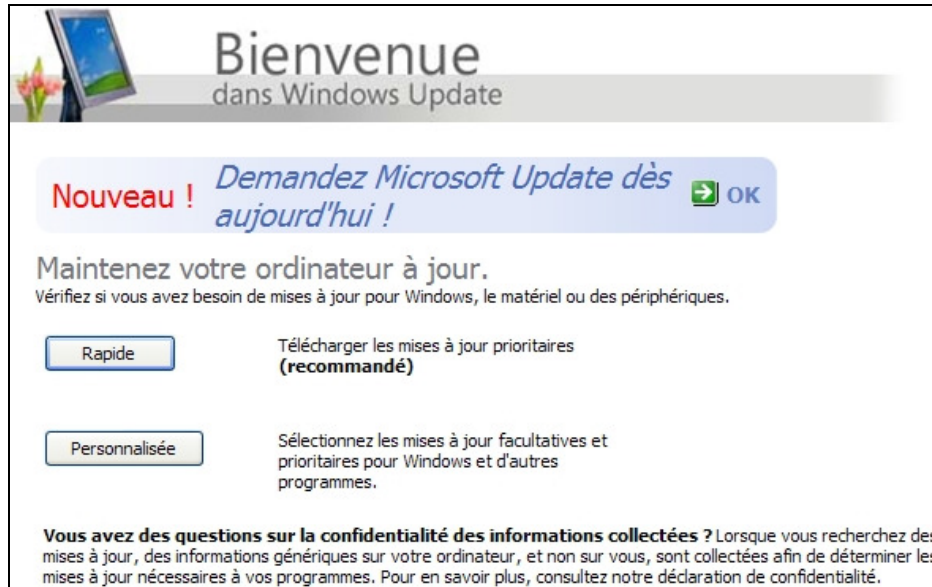 Bienvenue
dans Windows Update
Nouveau !
Demandez Microsoft Update dès
aujourd'hui !
OK
Maintenez votre ordinateur à jour.
Vérifiez si vous avez besoin de mises à jour pour Windows, le matériel ou des périphériques.
Rapide
Télécharger les mises à jour prioritaires
(recommandé)
Personnalisée
Sélectionnez les mises à jour facultatives et
prioritaires pour Windows et d'autres
programmes.
Vous avez des questions sur la confidentialité des informations collectées ? Lorsque vous recherchez des
mises à jour, des informations génériques sur votre ordinateur, et non sur vous, sont collectées afin de déterminer les
mises à jour nécessaires à vos programmes. Pour en savoir plus, consultez notre déclaration de confidentialité.